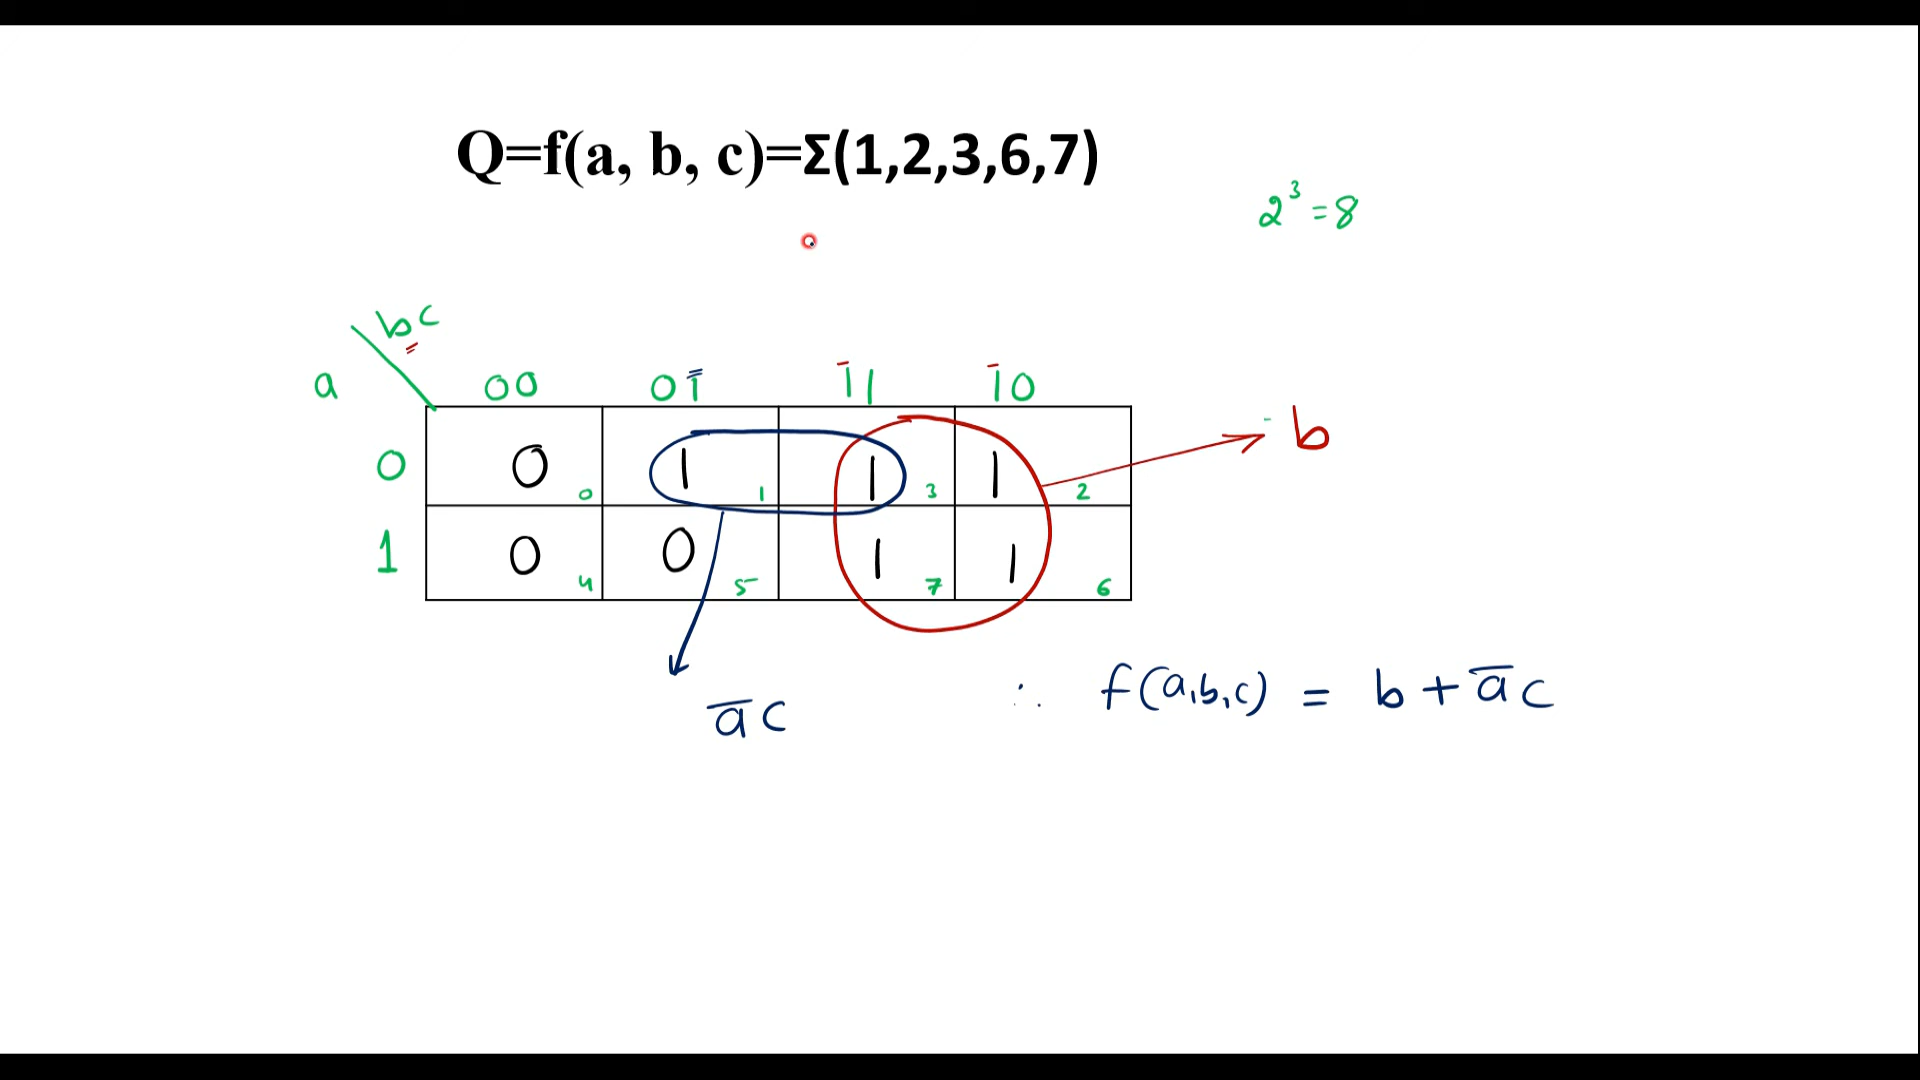 Q=f(a, b, c)=Σ(1,2,3,6,7)
2³ = 8
bc
a 00 01 11 10
0 0 0 1 1 1 3 1 2
1 0 4 0 5 1 7 1 6
b
a̅ c
∴ f(a,b,c) = b + a̅ c